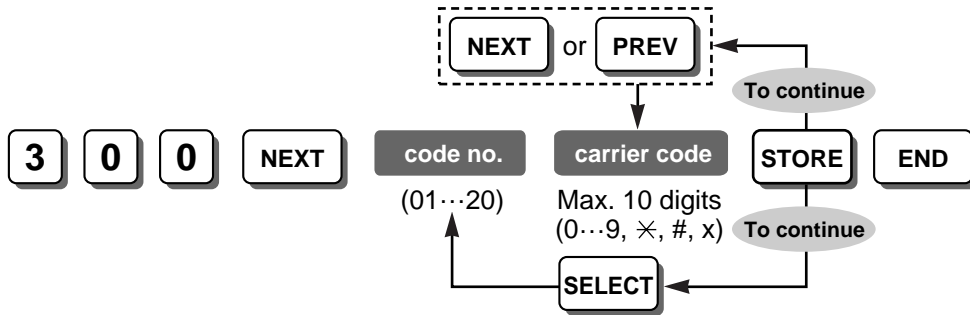 NEXT or PREV
To continue
3 0 0 NEXT code no. carrier code STORE END
(01⋯20) Max. 10 digits
(0⋯9, ✳, #, x)
To continue
SELECT